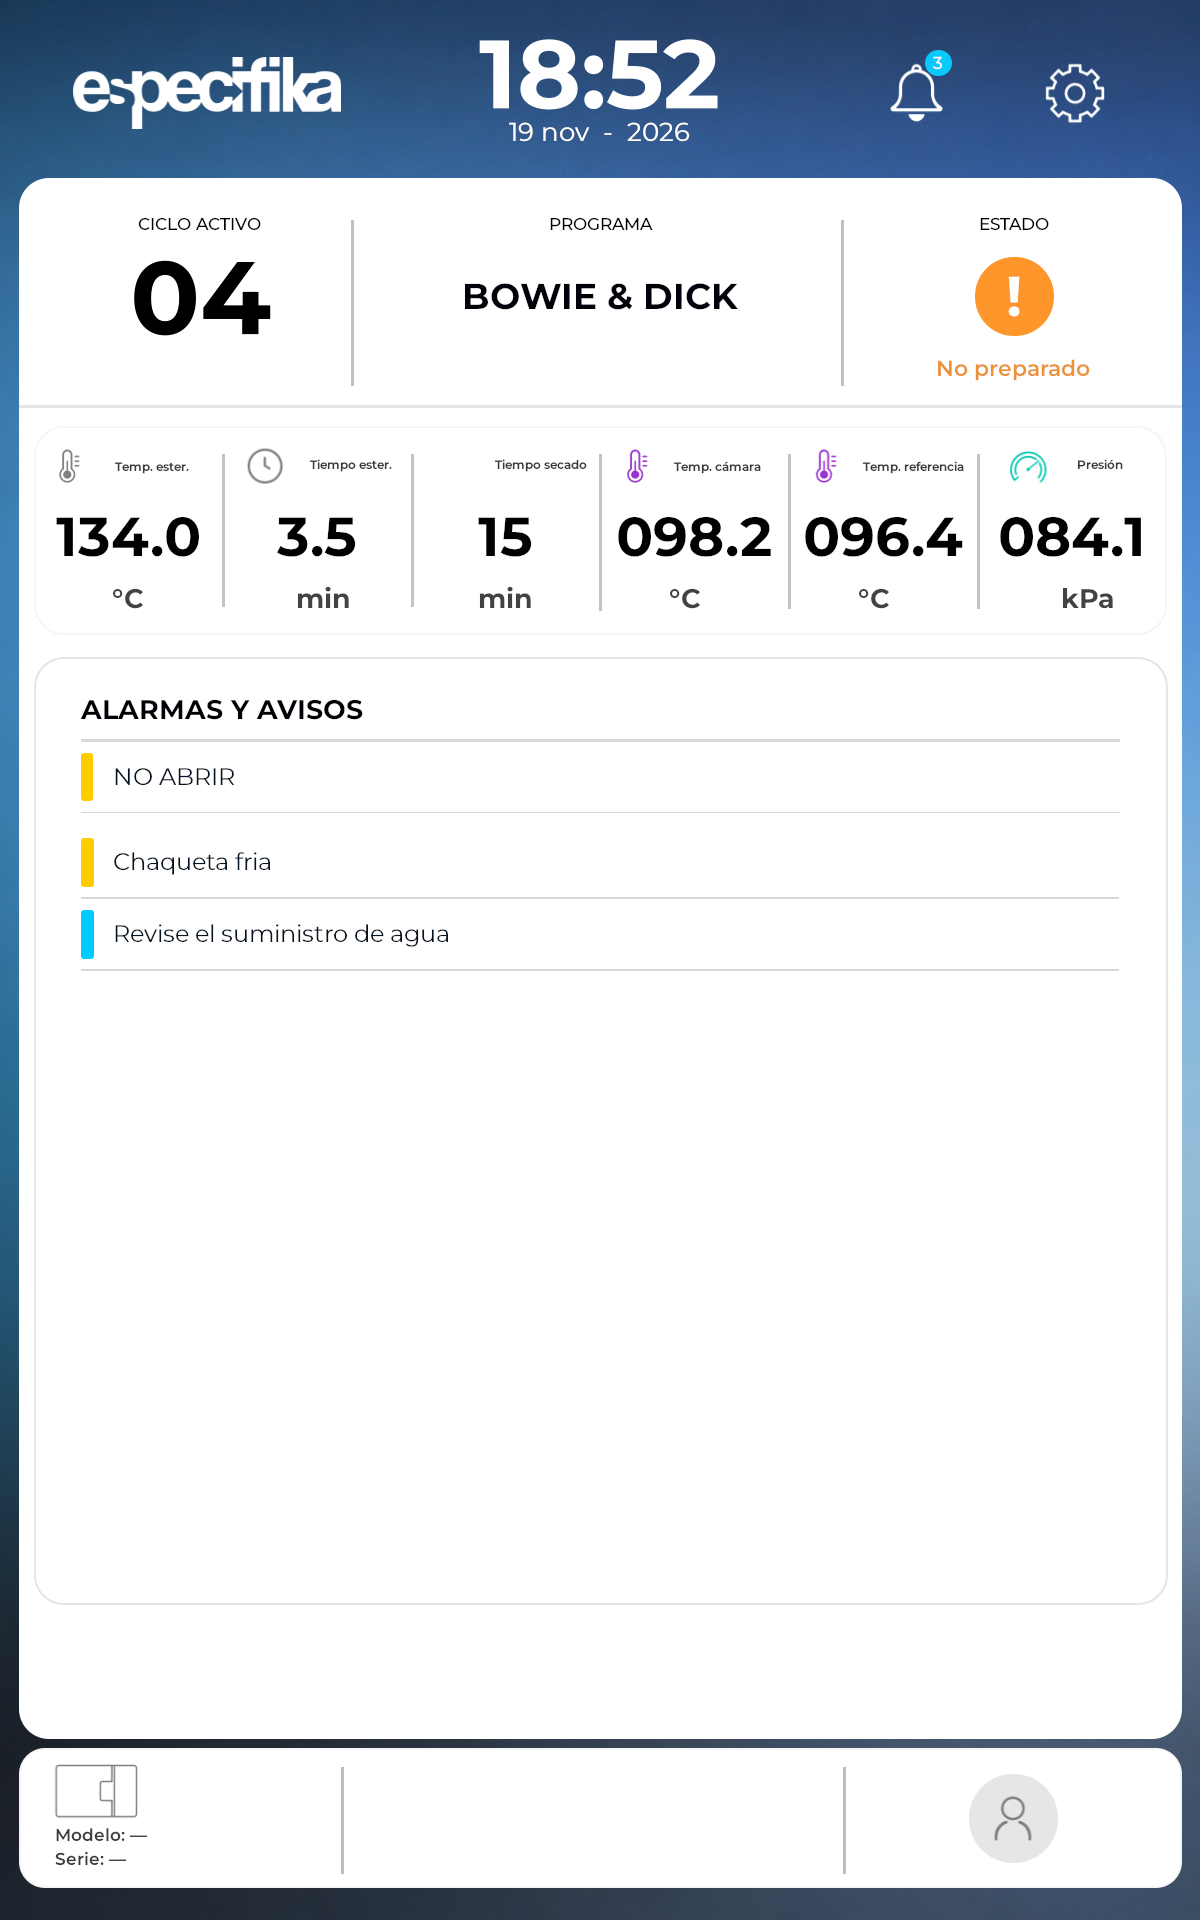 especifika
18:52
19 nov - 2026
3
CICLO ACTIVO
04
PROGRAMA
BOWIE & DICK
ESTADO
!
No preparado
Temp. ester.
134.0
°C
Tiempo ester.
3.5
min
Tiempo secado
15
min
Temp. cámara
098.2
°C
Temp. referencia
096.4
°C
Presión
084.1
kPa
ALARMAS Y AVISOS
NO ABRIR
Chaqueta fria
Revise el suministro de agua
Modelo: —
Serie: —